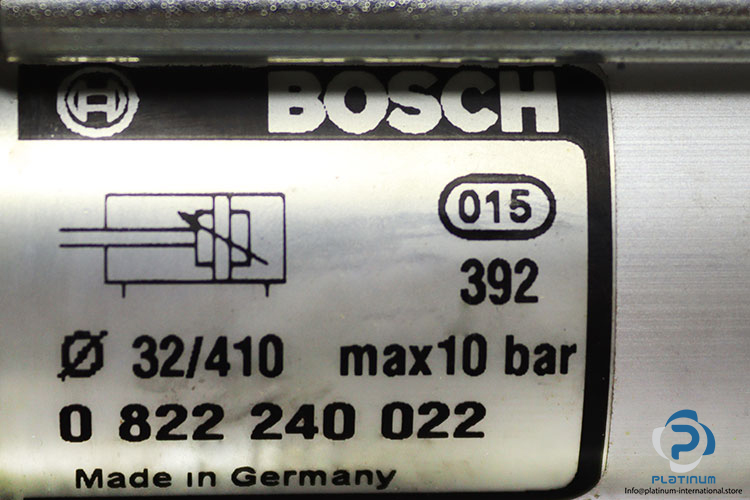 BOSCH
015
392
Ø 32/410 max10 bar
0 822 240 022
Made in Germany
PLATINUM
Info@platinum-international.store